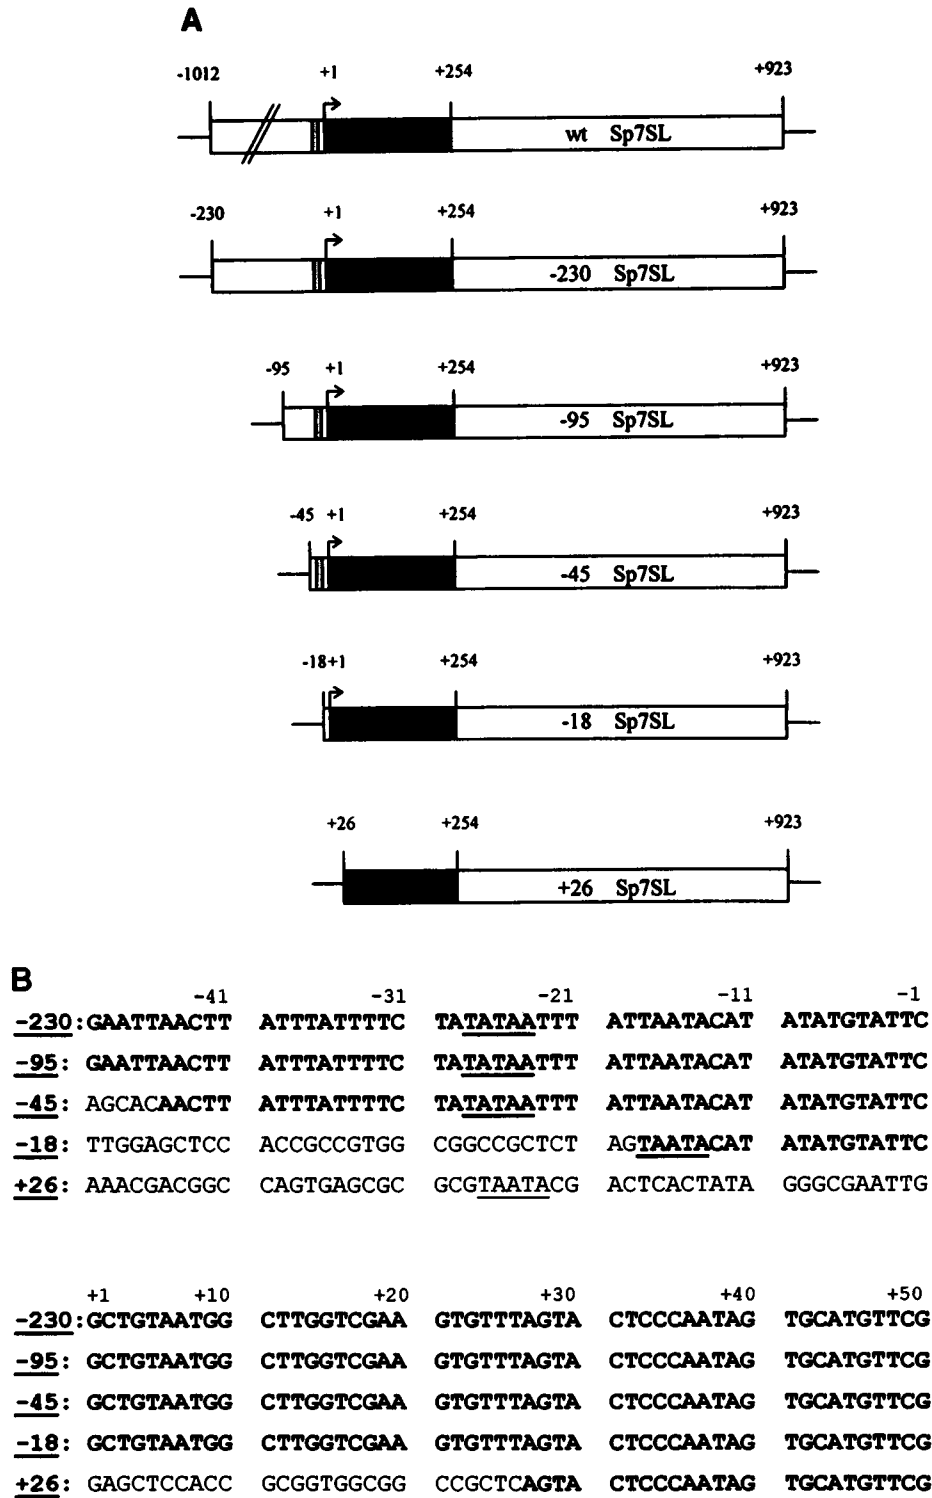 A
-1012 +1 +254 +923
wt Sp7SL
-230 +1 +254 +923
-230 Sp7SL
-95 +1 +254 +923
-95 Sp7SL
-45 +1 +254 +923
-45 Sp7SL
-18 +1 +254 +923
-18 Sp7SL
+26 +254 +923
+26 Sp7SL
B
-41 -31 -21 -11 -1
-230: GAATTAACTT ATTTATTTTC TATATAATTT ATTAATACAT ATATGTATTC
-95: GAATTAACTT ATTTATTTTC TATATAATTT ATTAATACAT ATATGTATTC
-45: AGCACAACTT ATTTATTTTC TATATAATTT ATTAATACAT ATATGTATTC
-18: TTGGAGCTCC ACCGCCGTGG CGGCCGCTCT AGTAATACAT ATATGTATTC
+26: AAACGACGGC CAGTGAGCGC GCGTAATACG ACTCACTATA GGGCGAATTG
+1 +10 +20 +30 +40 +50
-230: GCTGTAATGG CTTGGTCGAA GTGTTTAGTA CTCCCAATAG TGCATGTTCG
-95: GCTGTAATGG CTTGGTCGAA GTGTTTAGTA CTCCCAATAG TGCATGTTCG
-45: GCTGTAATGG CTTGGTCGAA GTGTTTAGTA CTCCCAATAG TGCATGTTCG
-18: GCTGTAATGG CTTGGTCGAA GTGTTTAGTA CTCCCAATAG TGCATGTTCG
+26: GAGCTCCACC GCGGTGGCGG CCGCTCAGTA CTCCCAATAG TGCATGTTCG